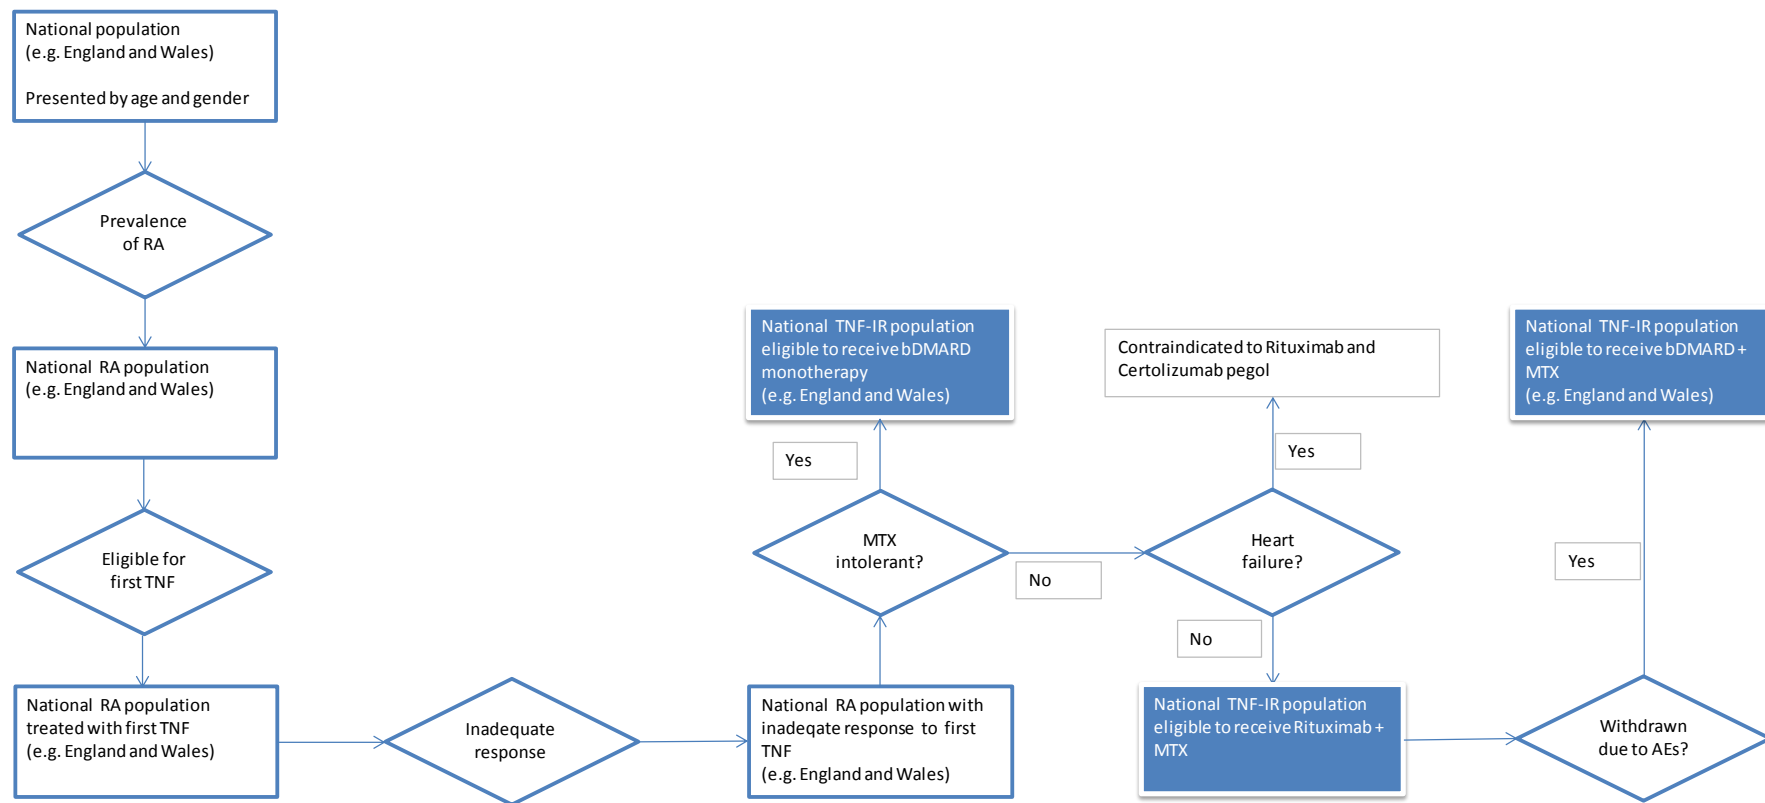 National population
(e.g. England and Wales)
Presented by age and gender
Prevalence
of RA
National RA population
(e.g. England and Wales)
Eligible for
first TNF
National RA population
treated with first TNF
(e.g. England and Wales)
Inadequate
response
National RA population with
inadeqate response to first
TNF
(e.g. England and Wales)
MTX
intolerant?
Yes
National TNF-IR population
eligible to receive bDMARD
monotherapy
(e.g. England and Wales)
No
Heart
failure?
Yes
Contraindicated to Rituximab and
Certolizumab pegol
No
National TNF-IR population
eligible to receive Rituximab +
MTX
Withdrawn
due to AEs?
Yes
National TNF-IR population
eligible to receive bDMARD +
MTX
(e.g. England and Wales)